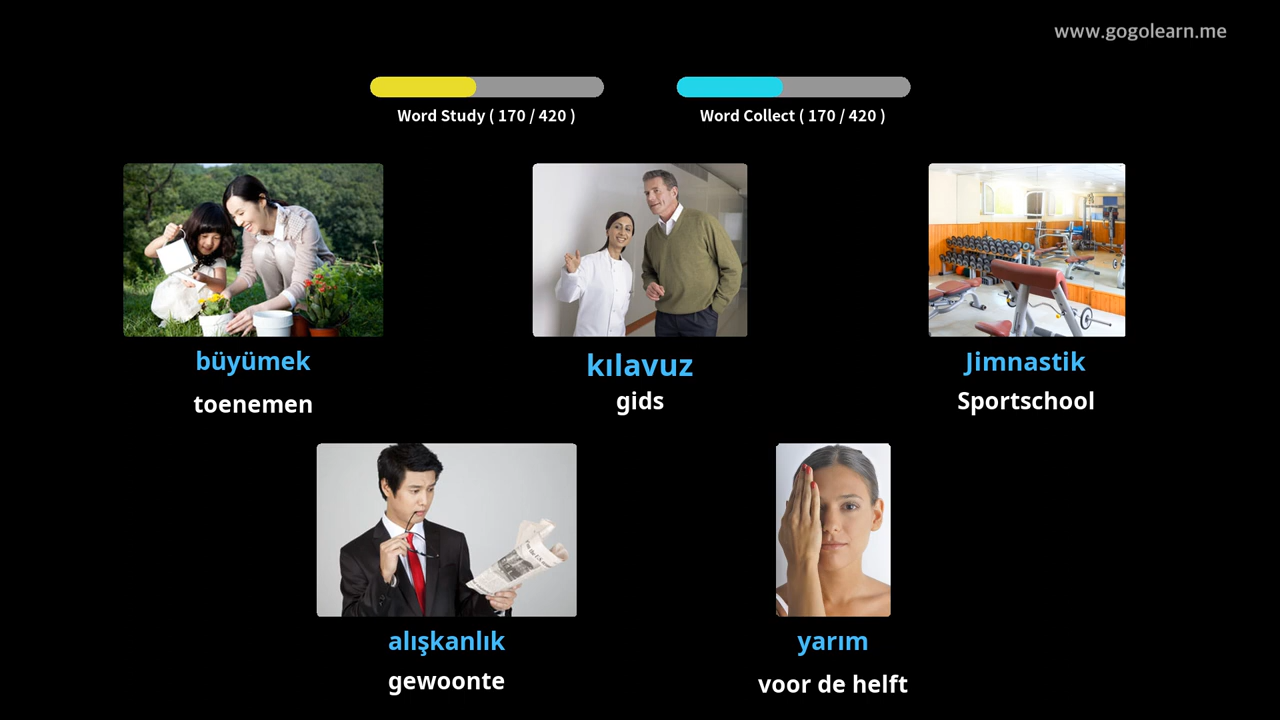 www.gogolearn.me
Word Study ( 170 / 420 )
Word Collect ( 170 / 420 )
büyümek
toenemen
kılavuz
gids
Jimnastik
Sportschool
alışkanlık
gewoonte
yarım
voor de helft